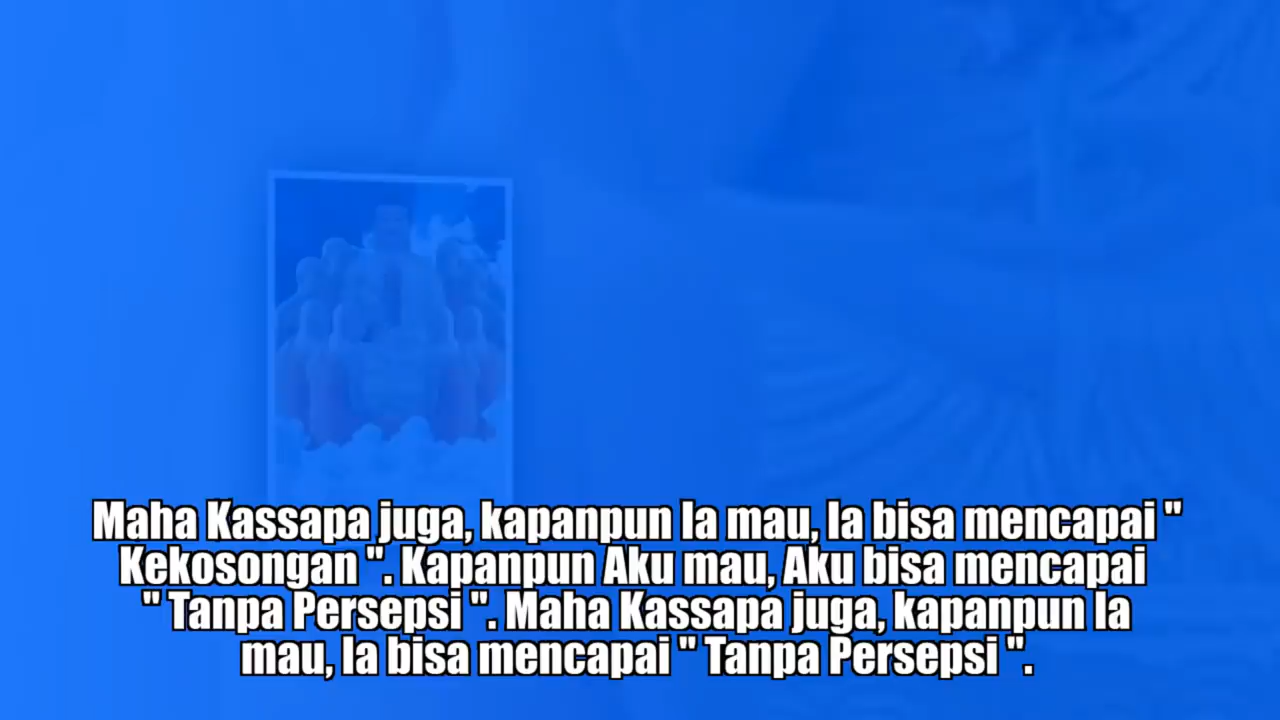 Maha Kassapa juga, kapanpun Ia mau, Ia bisa mencapai "
Kekosongan ". Kapanpun Aku mau, Aku bisa mencapai
" Tanpa Persepsi ". Maha Kassapa juga, kapanpun Ia
mau, Ia bisa mencapai " Tanpa Persepsi ".